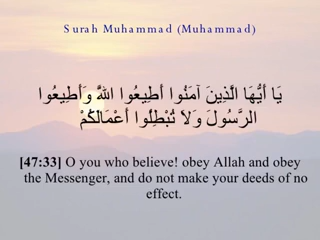 Surah Muhammad (Muhammad)
يَا أَيُّهَا الَّذِينَ آمَنُوا أَطِيعُوا اللَّهَ وَأَطِيعُوا
الرَّسُولَ وَلَا تُبْطِلُوا أَعْمَالَكُمْ
[47:33] O you who believe! obey Allah and obey
the Messenger, and do not make your deeds of no
effect.